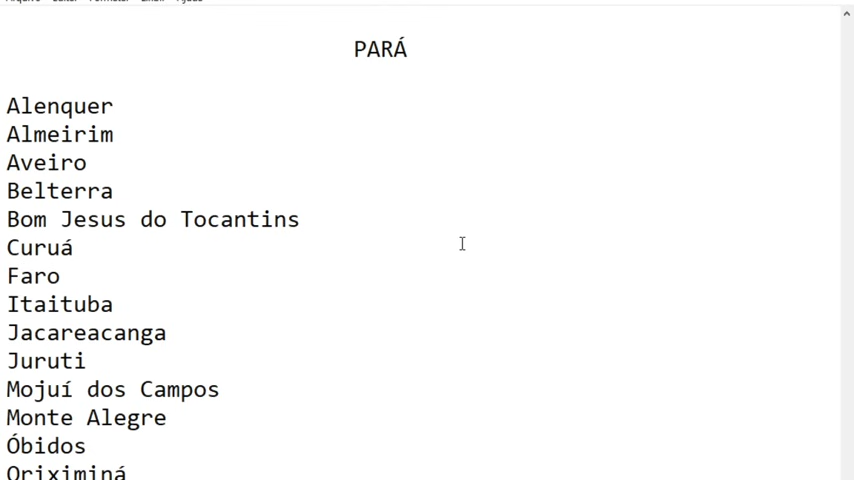 PARÁ
Alenquer
Almeirim
Aveiro
Belterra
Bom Jesus do Tocantins
Curuá
Faro
Itaituba
Jacareacanga
Juruti
Mojuí dos Campos
Monte Alegre
Óbidos
Oriximiná